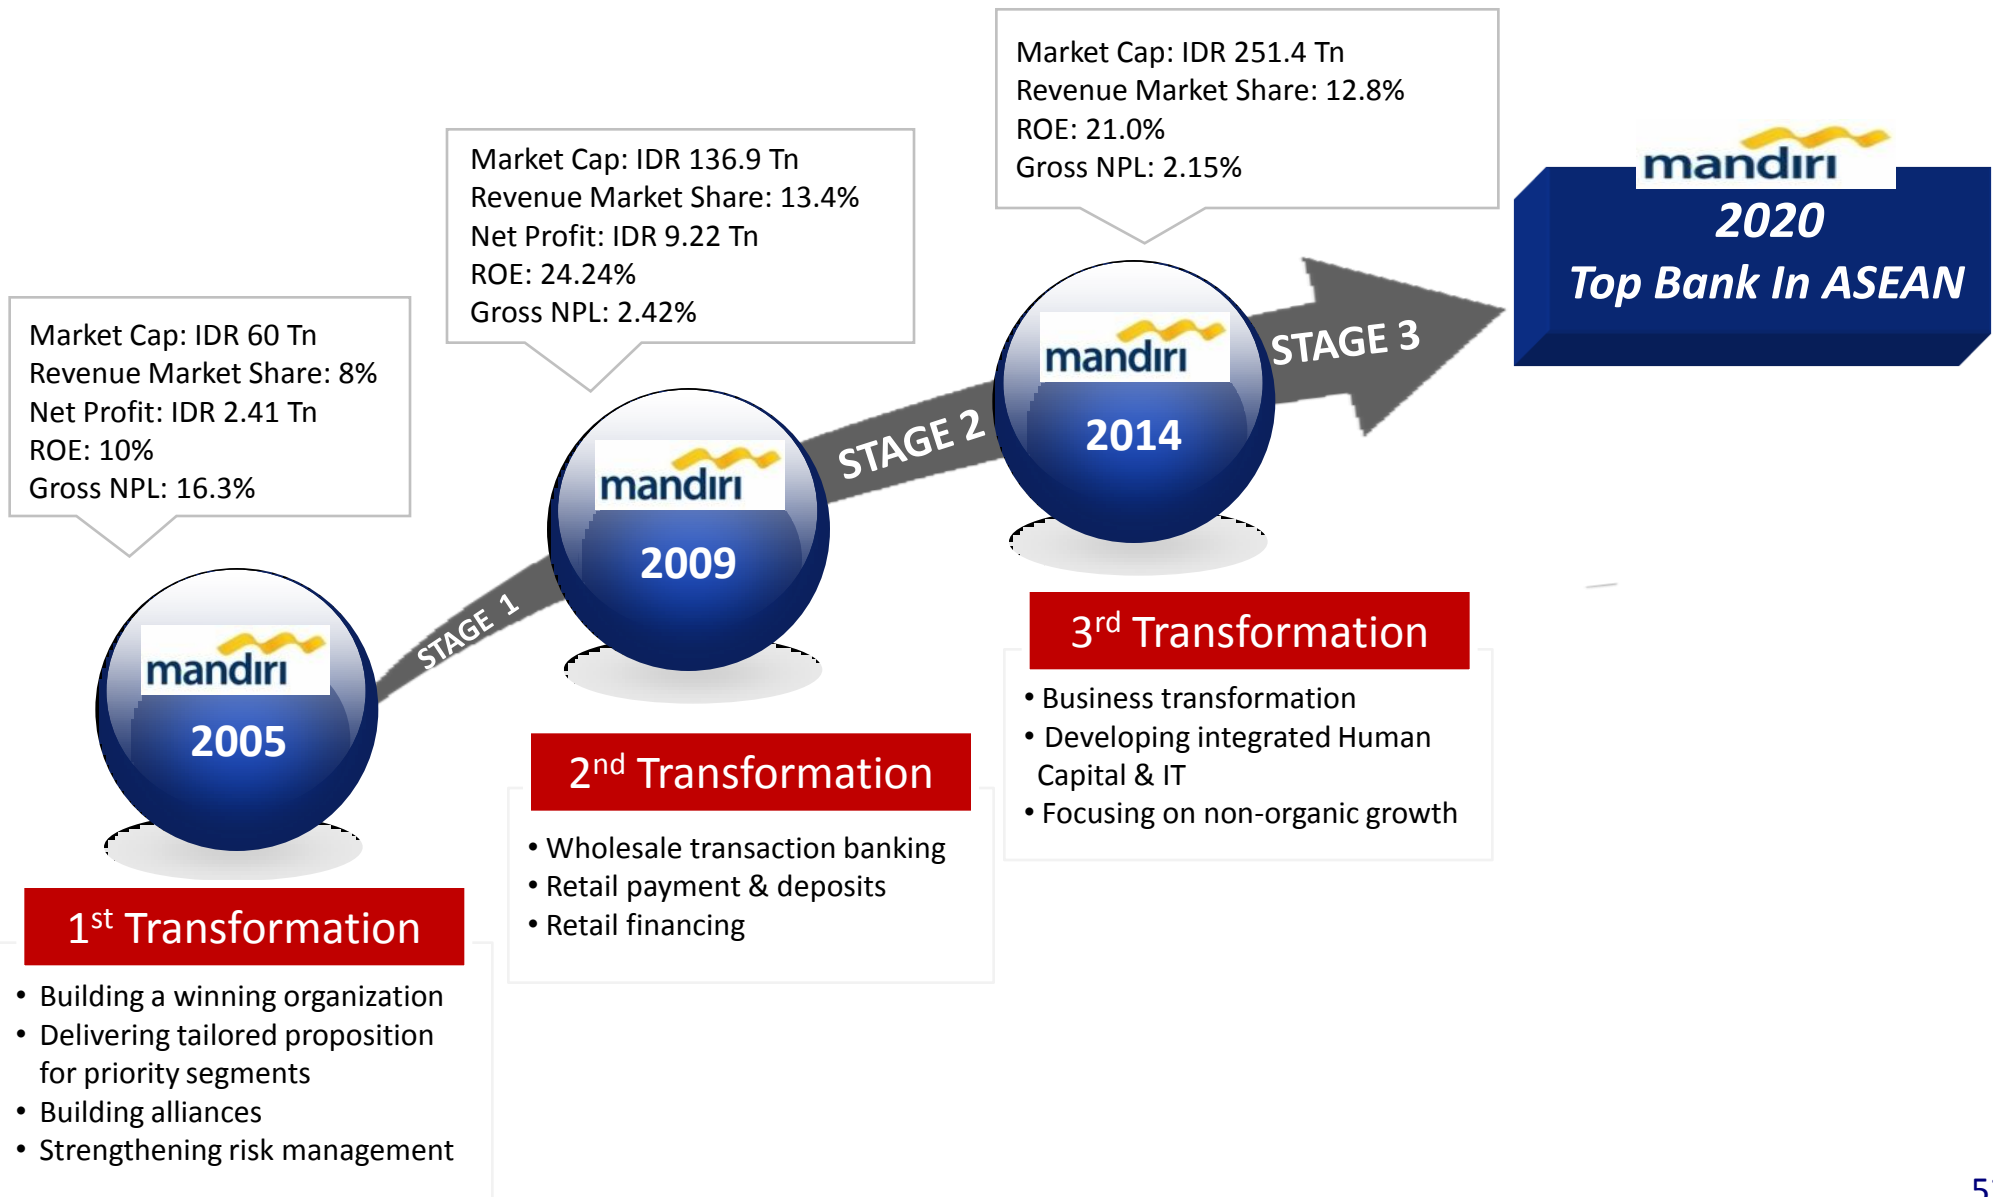 Market Cap: IDR 60 Tn
Revenue Market Share: 8%
Net Profit: IDR 2.41 Tn
ROE: 10%
Gross NPL: 16.3%
mandırı
2005
1st Transformation
• Building a winning organization
• Delivering tailored proposition
for priority segments
• Building alliances
• Strengthening risk management
STAGE 1
Market Cap: IDR 136.9 Tn
Revenue Market Share: 13.4%
Net Profit: IDR 9.22 Tn
ROE: 24.24%
Gross NPL: 2.42%
mandırı
2009
2nd Transformation
• Wholesale transaction banking
• Retail payment & deposits
• Retail financing
STAGE 2
Market Cap: IDR 251.4 Tn
Revenue Market Share: 12.8%
ROE: 21.0%
Gross NPL: 2.15%
mandırı
2014
3rd Transformation
• Business transformation
• Developing integrated Human
Capital & IT
• Focusing on non-organic growth
STAGE 3
mandırı
2020
Top Bank In ASEAN